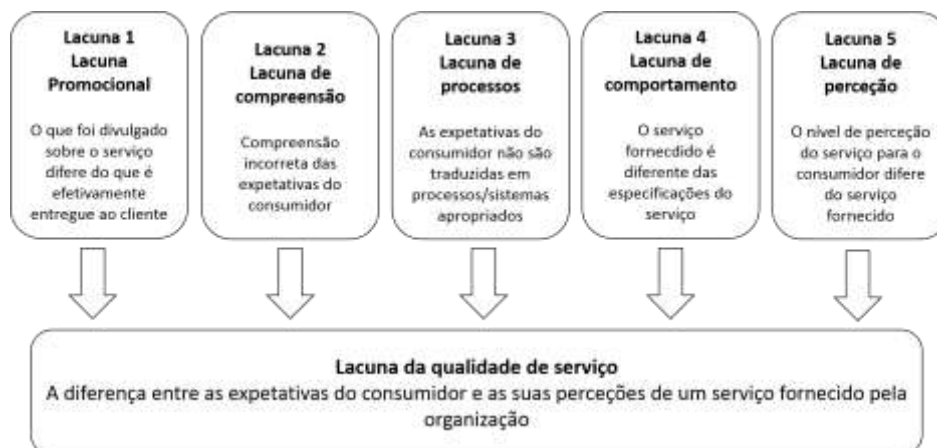 Lacuna 1
Lacuna
Promocional
O que foi divulgado
sobre o serviço
difere do que é
efetivamente
entregue ao cliente
Lacuna 2
Lacuna de
compreensão
Compreensão
incorreta das
expetativas do
consumidor
Lacuna 3
Lacuna de
processos
As expetativas do
consumidor não são
traduzidas em
processos/sistemas
apropriados
Lacuna 4
Lacuna de
comportamento
O serviço
fornecdido é
diferente das
especificações do
serviço
Lacuna 5
Lacuna de
perceção
O nível de perceção
do serviço para o
consumidor difere
do serviço
fornecido
Lacuna da qualidade de serviço
A diferença entre as expetativas do consumidor e as suas perceções de um serviço fornecido pela
organização